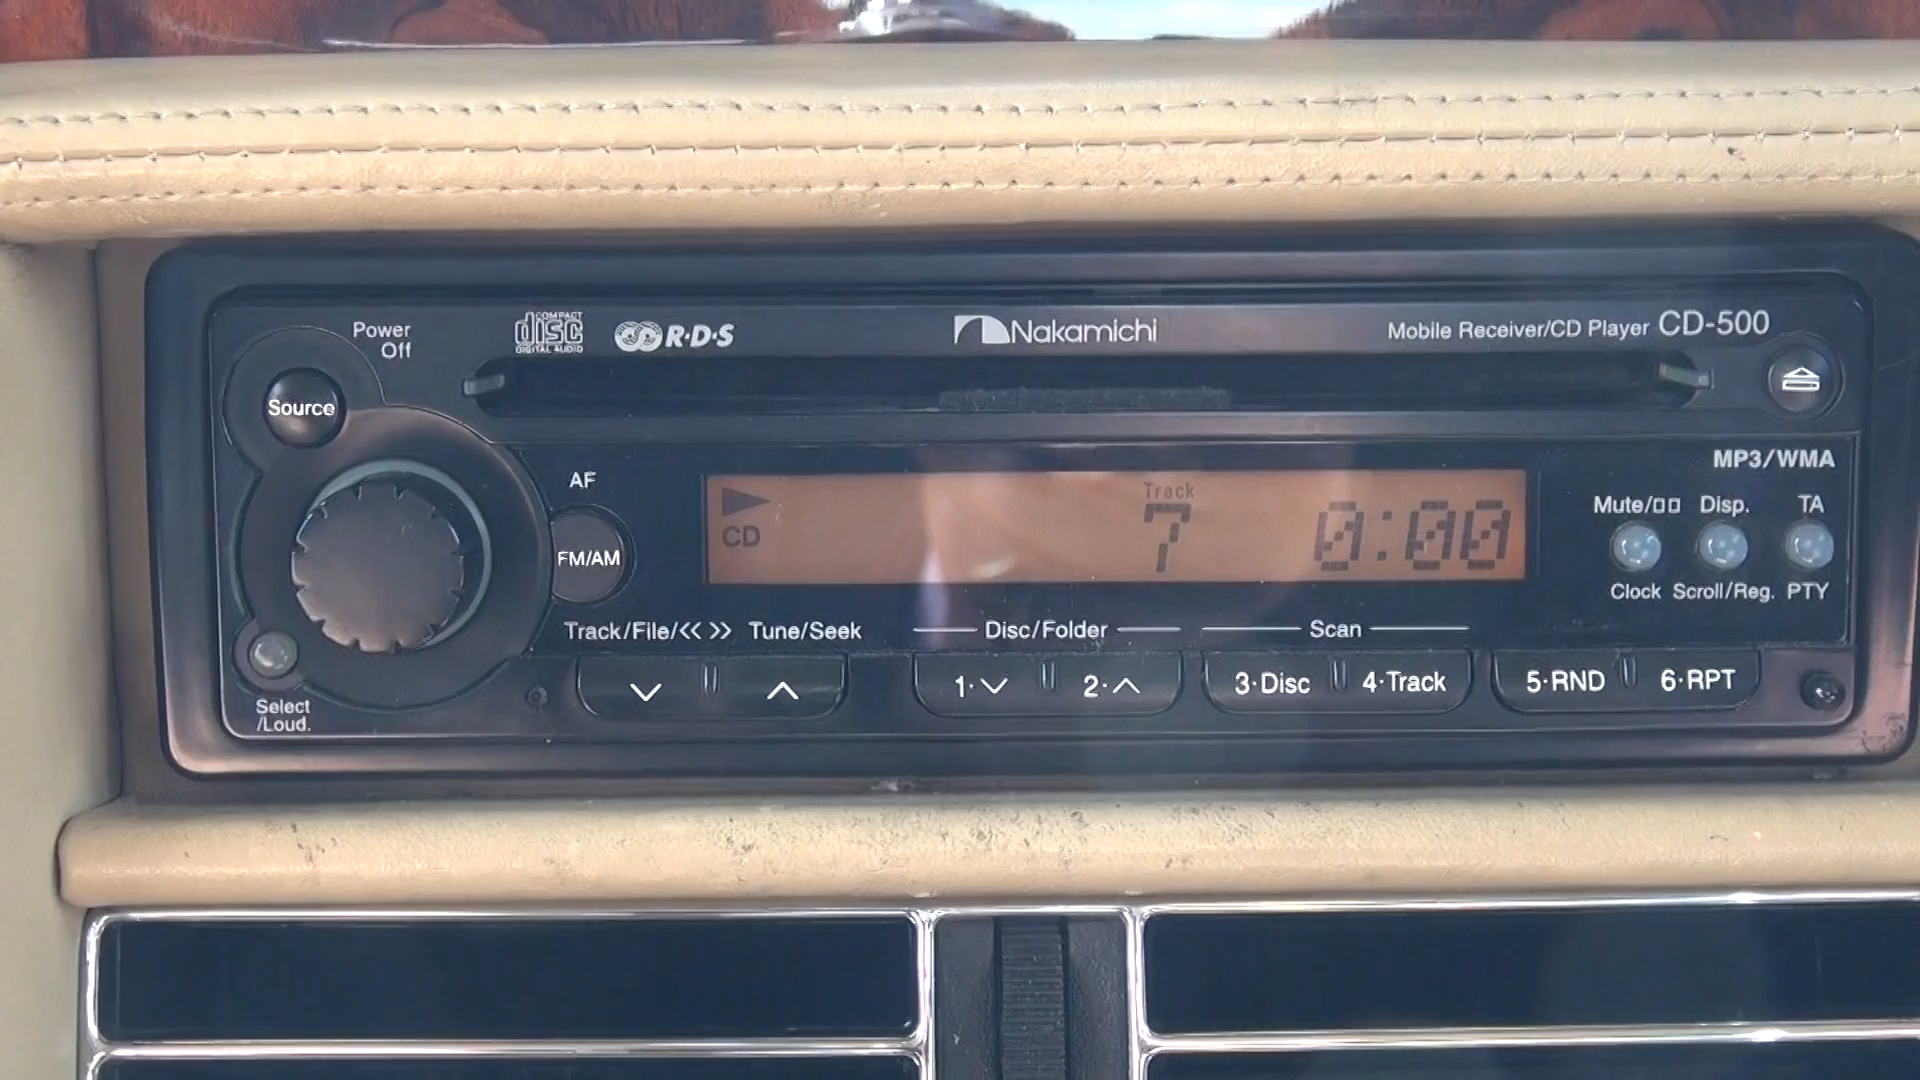 Power
Off
Source
COMPACT
disc
DIGITAL AUDIO
R·D·S
Nakamichi
Mobile Receiver/CD Player CD-500
MP3/WMA
AF
FM/AM
CD
Track
7
0:00
Mute/▯▯ Disp. TA
Clock Scroll/Reg. PTY
Track/File/<< >> Tune/Seek
Disc/Folder
Scan
1·∨ 2·∧
3·Disc 4·Track
5·RND 6·RPT
Select
/Loud.